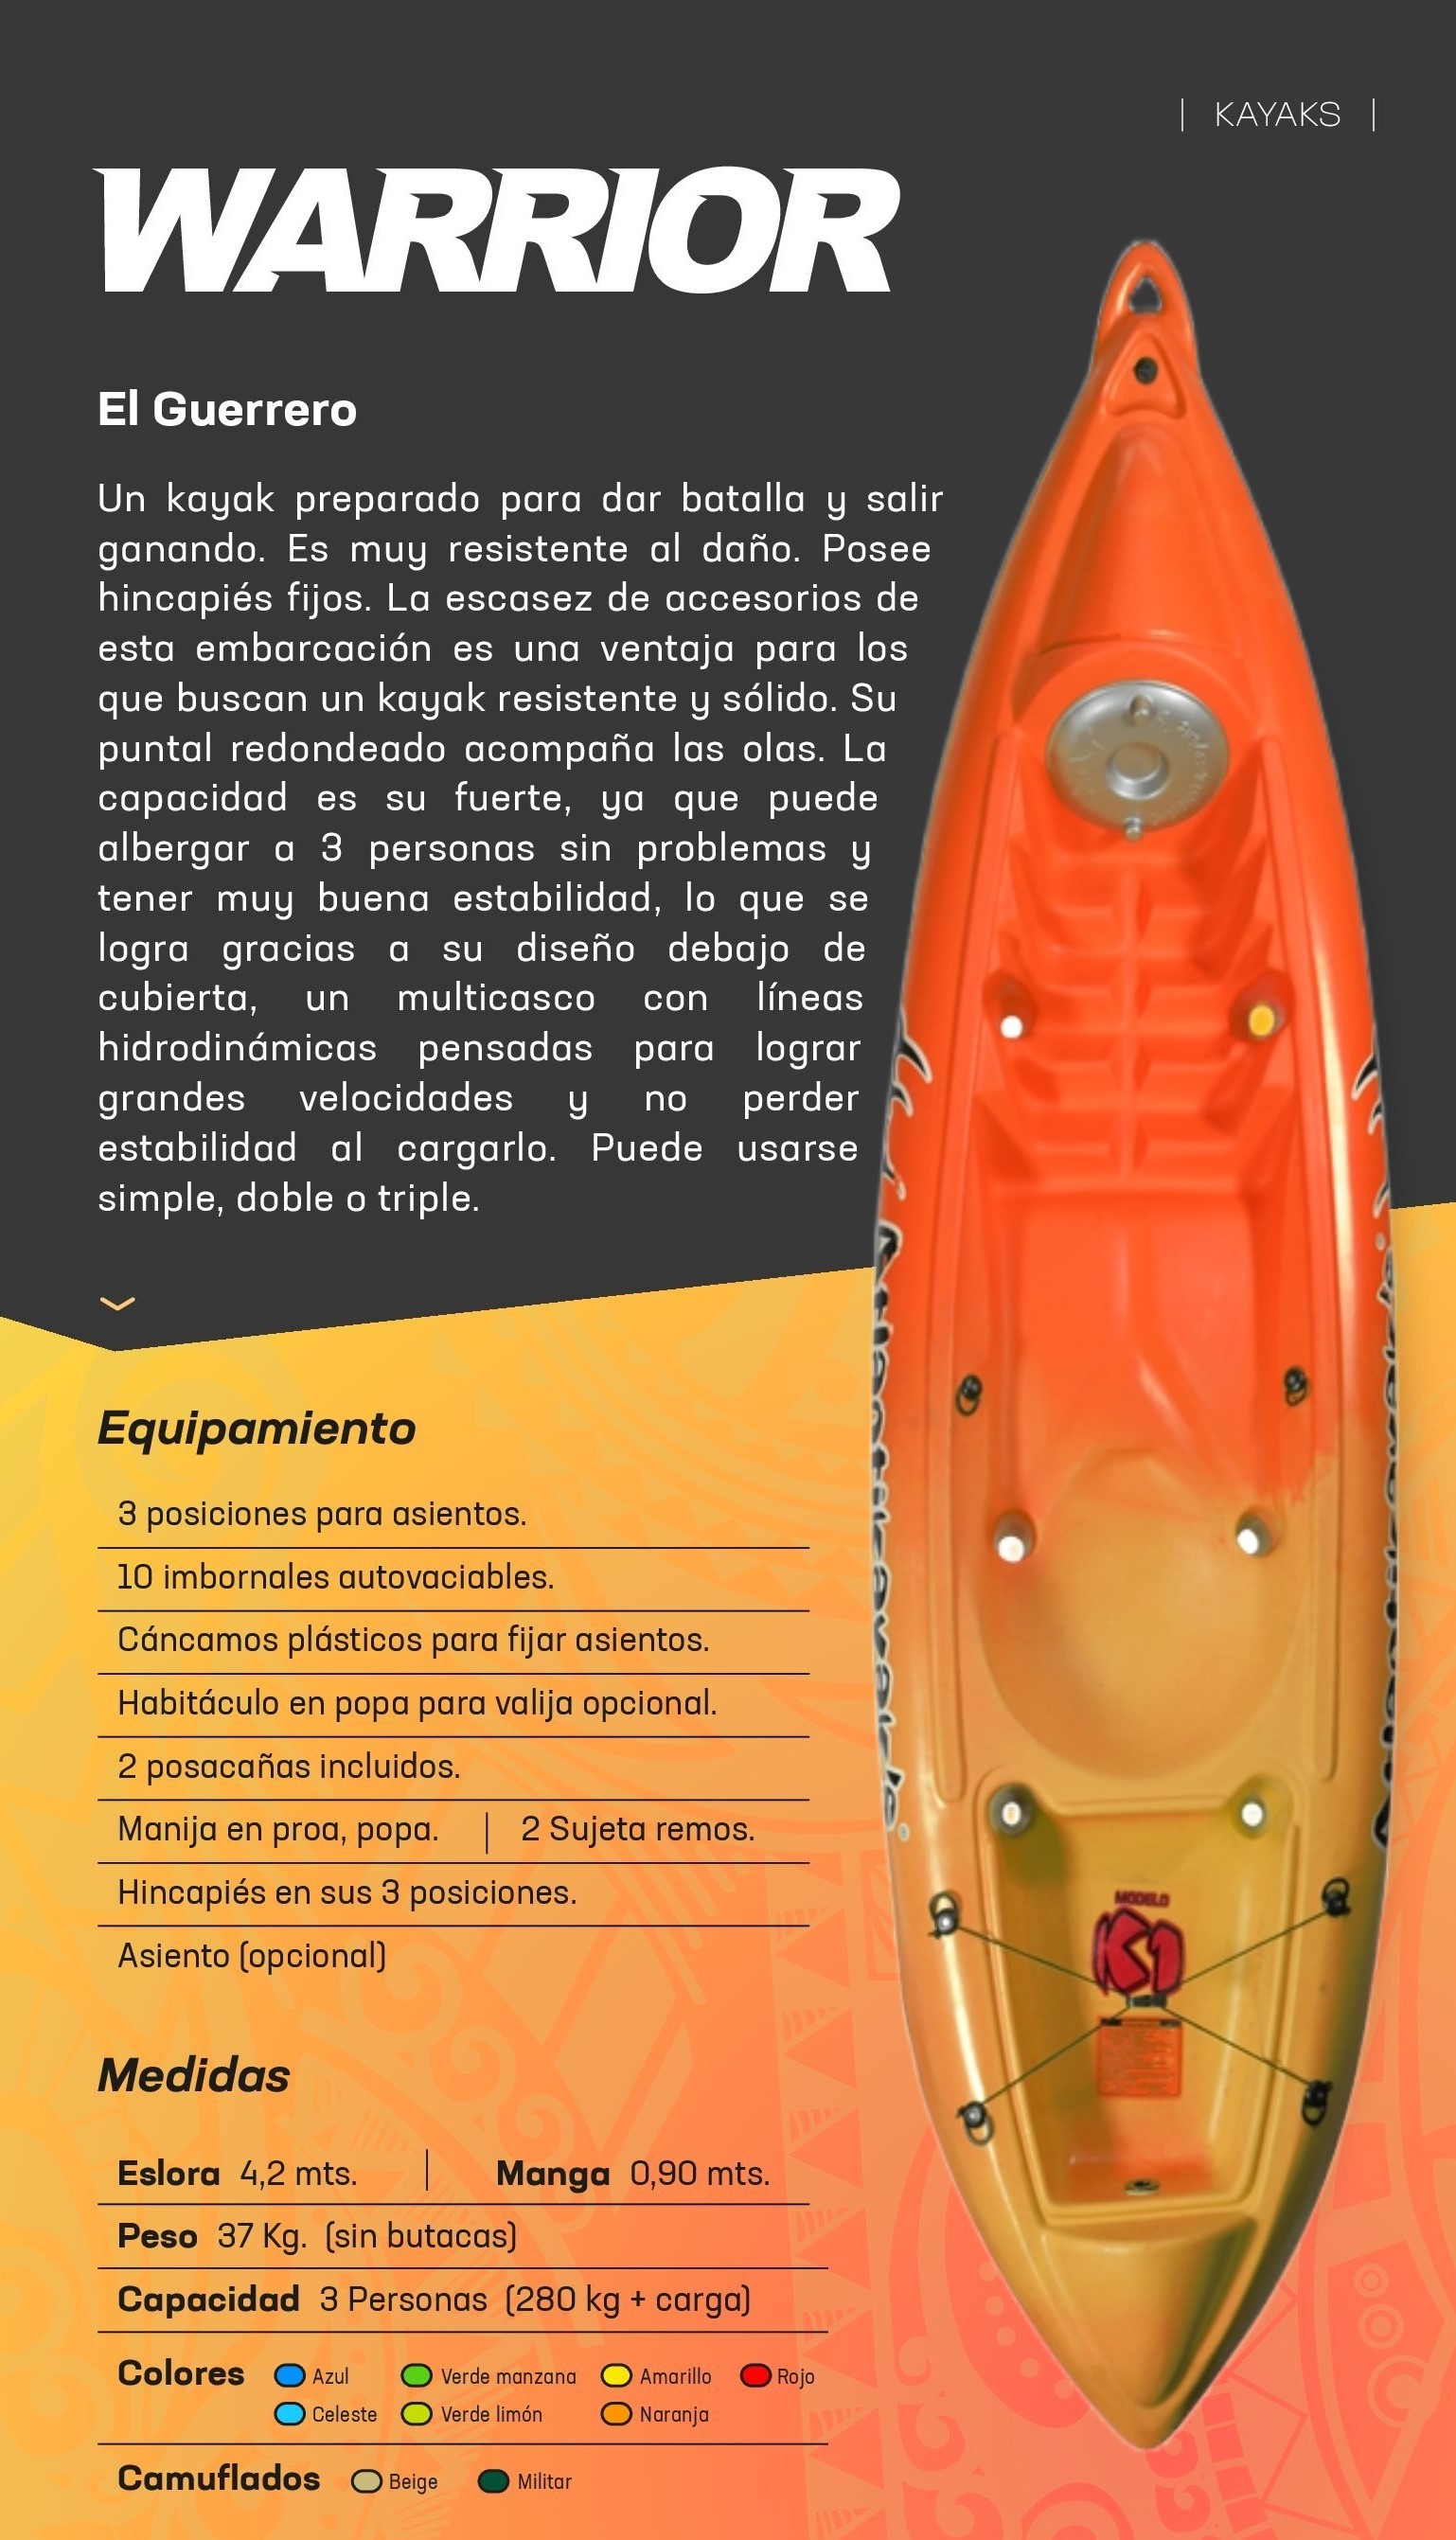 | KAYAKS |
WARRIOR
El Guerrero
Un kayak preparado para dar batalla y salir
ganando. Es muy resistente al daño. Posee
hincapiés fijos. La escasez de accesorios de
esta embarcación es una ventaja para los
que buscan un kayak resistente y sólido. Su
puntal redondeado acompaña las olas. La
capacidad es su fuerte, ya que puede
albergar a 3 personas sin problemas y
tener muy buena estabilidad, lo que se
logra gracias a su diseño debajo de
cubierta, un multicasco con líneas
hidrodinámicas pensadas para lograr
grandes velocidades y no perder
estabilidad al cargarlo. Puede usarse
simple, doble o triple.
Equipamiento
3 posiciones para asientos.
10 imbornales autovaciables.
Cáncamos plásticos para fijar asientos.
Habitáculo en popa para valija opcional.
2 posacañas incluidos.
Manija en proa, popa. | 2 Sujeta remos.
Hincapiés en sus 3 posiciones.
Asiento (opcional)
Medidas
Eslora 4,2 mts. | Manga 0,90 mts.
Peso 37 Kg. (sin butacas)
Capacidad 3 Personas (280 kg + carga)
Colores Azul Verde manzana Amarillo Rojo
Celeste Verde limón Naranja
Camuflados Beige Militar
MODELO
K1